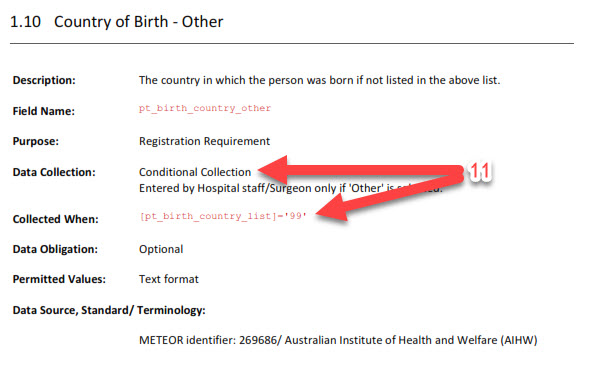 1.10 Country of Birth - Other
Description: The country in which the person was born if not listed in the above list.
Field Name: pt_birth_country_other
Purpose: Registration Requirement
Data Collection: Conditional Collection
11
Entered by Hospital staff/Surgeon only if 'Other' is
Collected When: [pt_birth_country_list]='99'
Data Obligation: Optional
Permitted Values: Text format
Data Source, Standard/ Terminology:
METEOR identifier: 269686/ Australian Institute of Health and Welfare (AIHW)